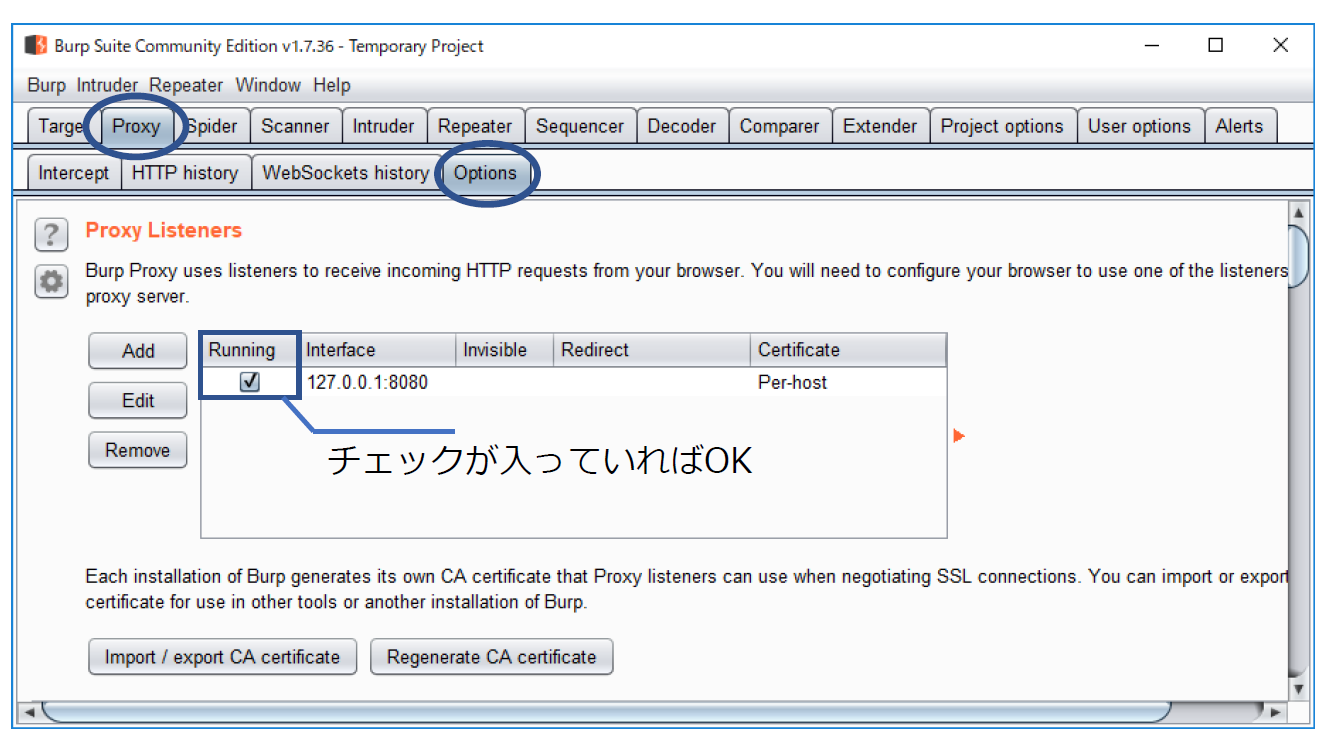 Burp Suite Community Edition v1.7.36 - Temporary Project
Burp Intruder Repeater Window Help
Target Proxy Spider Scanner Intruder Repeater Sequencer Decoder Comparer Extender Project options User options Alerts
Intercept HTTP history WebSockets history Options
? Proxy Listeners
Burp Proxy uses listeners to receive incoming HTTP requests from your browser. You will need to configure your browser to use one of the listeners
proxy server.
Add Running Interface Invisible Redirect Certificate
127.0.0.1:8080 Per-host
Edit
Remove
チェックが入っていればOK
Each installation of Burp generates its own CA certificate that Proxy listeners can use when negotiating SSL connections. You can import or export
certificate for use in other tools or another installation of Burp.
Import / export CA certificate Regenerate CA certificate